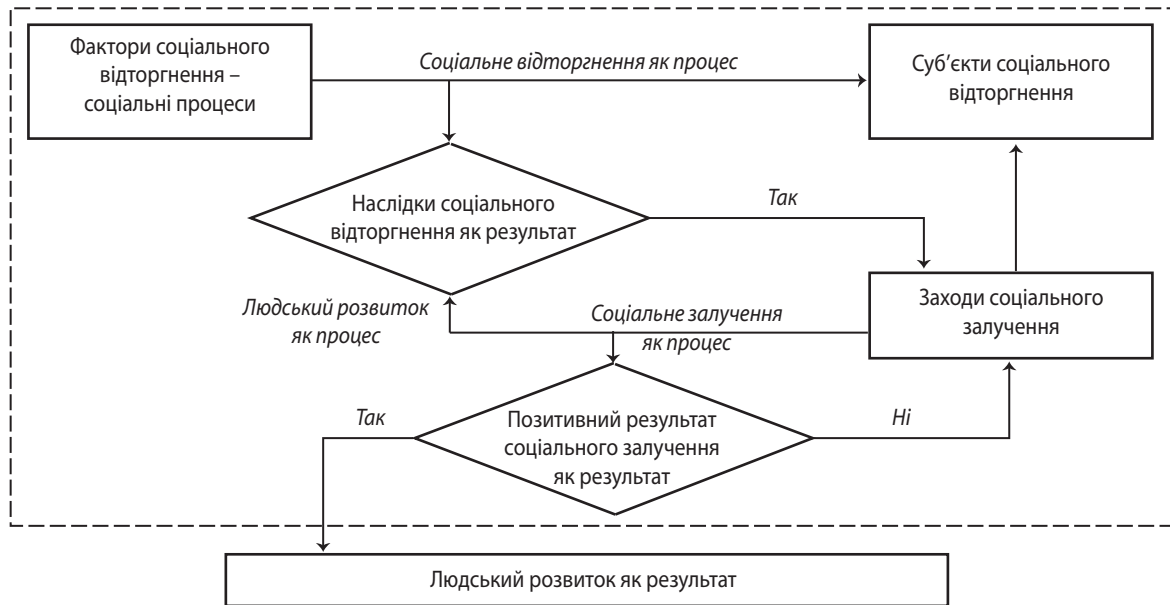 Фактори соціального
відторгнення –
соціальні процеси
Соціальне відторгнення як процес
Суб’єкти соціального
відторгнення
Наслідки соціального
відторгнення як результат
Так
Людський розвиток
як процес
Соціальне залучення
як процес
Заходи соціального
залучення
Так
Позитивний результат
соціального залучення
як результат
Ні
Людський розвиток як результат